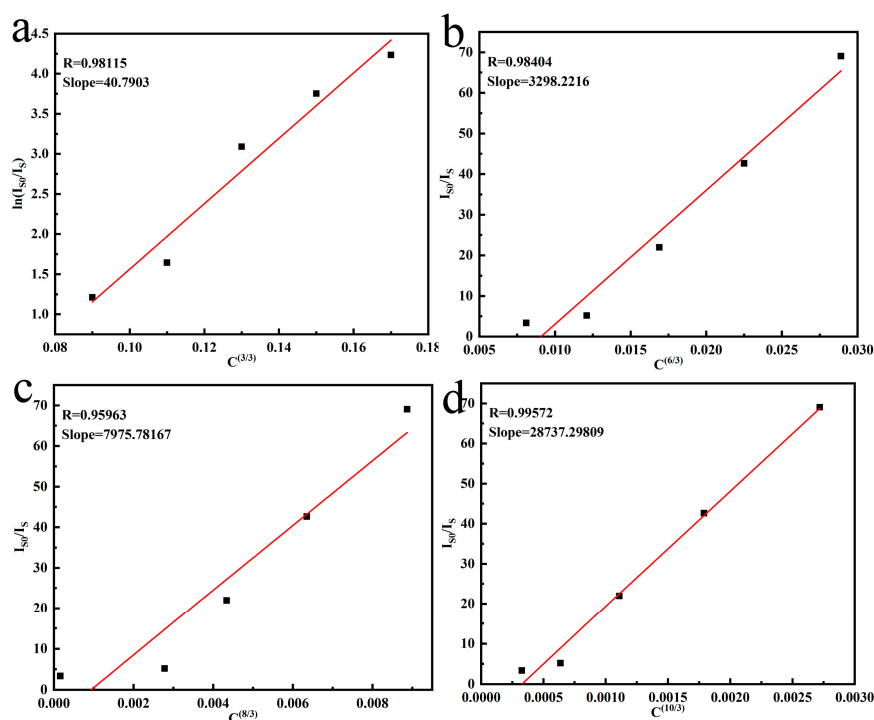 a
R=0.98115
Slope=40.7903
ln(I_S0/I_S)
4.5
4.0
3.5
3.0
2.5
2.0
1.5
1.0
0.08 0.10 0.12 0.14 0.16 0.18
C^(3/3)
b
R=0.98404
Slope=3298.2216
I_S0/I_S
70
60
50
40
30
20
10
0
0.005 0.010 0.015 0.020 0.025 0.030
C^(6/3)
c
R=0.95963
Slope=7975.78167
I_S0/I_S
70
60
50
40
30
20
10
0
0.000 0.002 0.004 0.006 0.008
C^(8/3)
d
R=0.99572
Slope=28737.29809
I_S0/I_S
70
60
50
40
30
20
10
0
0.0000 0.0005 0.0010 0.0015 0.0020 0.0025 0.0030
C^(10/3)